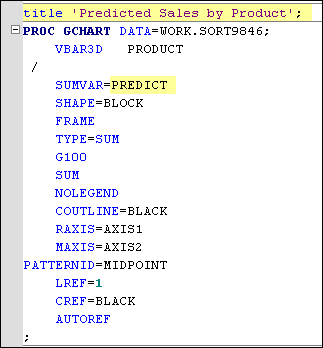 title 'Predicted Sales by Product';
PROC GCHART DATA=WORK.SORT9846;
VBAR3D PRODUCT
/
SUMVAR=PREDICT
SHAPE=BLOCK
FRAME
TYPE=SUM
G100
SUM
NOLEGEND
COUTLINE=BLACK
RAXIS=AXIS1
MAXIS=AXIS2
PATTERNID=MIDPOINT
LREF=1
CREF=BLACK
AUTOREF
;